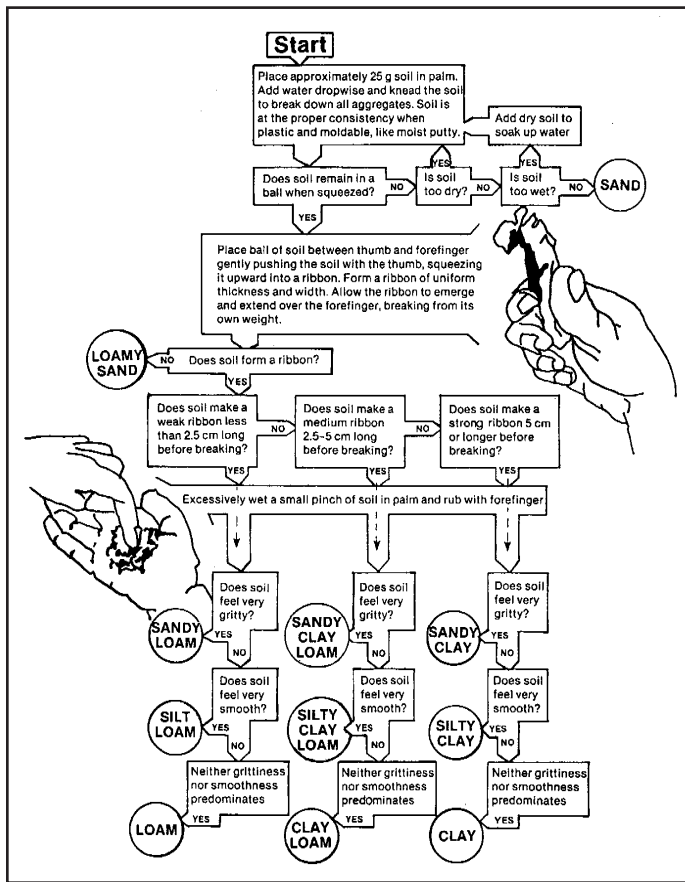 Start
Place approximately 25 g soil in palm.
Add water dropwise and knead the soil
to break down all aggregates. Soil is
at the proper consistency when
plastic and moldable, like moist putty.
Add dry soil to
soak up water
YES
YES
Does soil remain in a
ball when squeezed?
NO
Is soil
too dry?
NO
Is soil
too wet?
NO
SAND
YES
Place ball of soil between thumb and forefinger
gently pushing the soil with the thumb, squeezing
it upward into a ribbon. Form a ribbon of uniform
thickness and width. Allow the ribbon to emerge
and extend over the forefinger, breaking from its
own weight.
LOAMY
SAND
NO
Does soil form a ribbon?
YES
Does soil make a
weak ribbon less
than 2.5 cm long
before breaking?
NO
Does soil make a
medium ribbon
2.5-5 cm long
before breaking?
NO
Does soil make a
strong ribbon 5 cm
or longer before
breaking?
YES
YES
YES
Excessively wet a small pinch of soil in palm and rub with forefinger.
Does soil
feel very
gritty?
Does soil
feel very
gritty?
Does soil
feel very
gritty?
SANDY
LOAM
YES
NO
SANDY
CLAY
LOAM
YES
NO
SANDY
CLAY
YES
NO
Does soil
feel very
smooth?
Does soil
feel very
smooth?
Does soil
feel very
smooth?
SILT
LOAM
YES
NO
SILTY
CLAY
LOAM
YES
NO
SILTY
CLAY
YES
NO
Neither grittiness
nor smoothness
predominates
Neither grittiness
nor smoothness
predominates
Neither grittiness
nor smoothness
predominates
LOAM
YES
CLAY
LOAM
YES
CLAY
YES